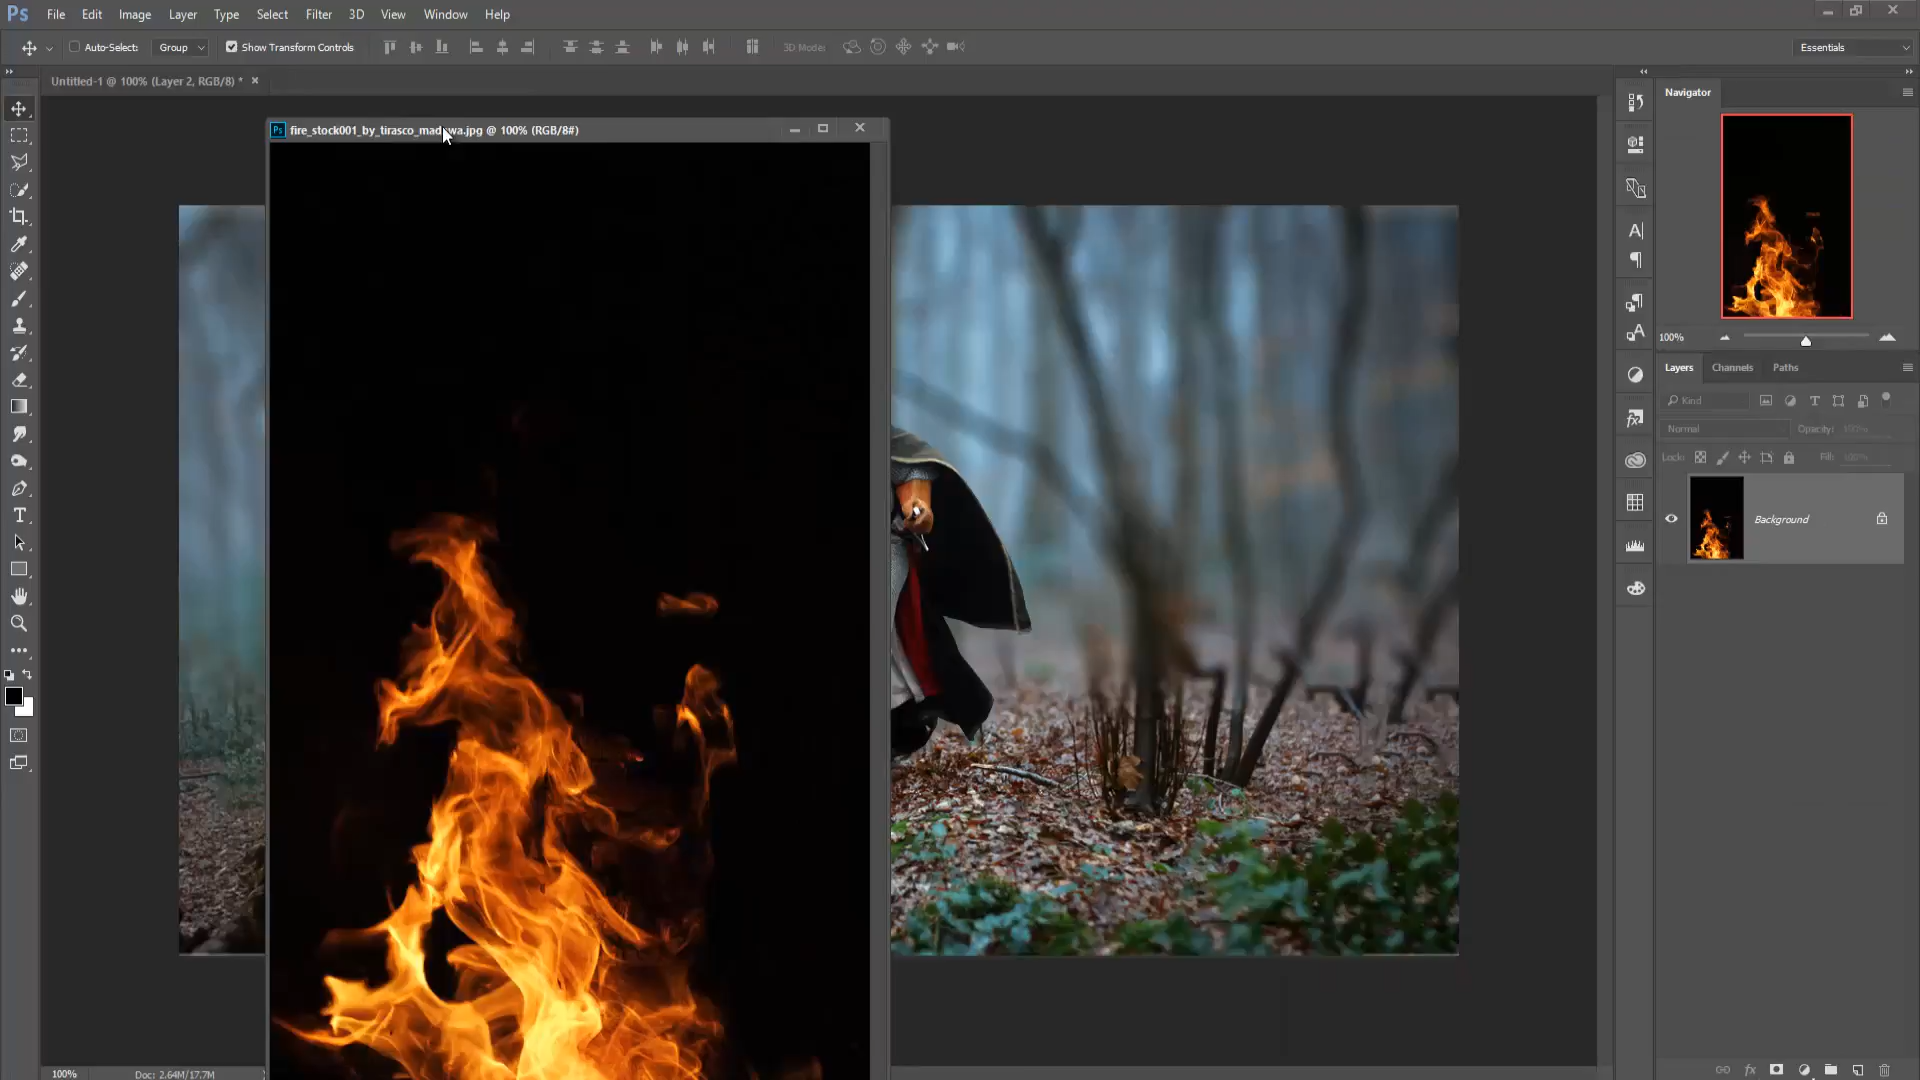 Ps File Edit Image Layer Type Select Filter 3D View Window Help
Auto-Select: Group Show Transform Controls 3D Mode: Essentials
Untitled-1 @ 100% (Layer 2, RGB/8) *
Navigator
Ps fire_stock001_by_tirasco_madawa.jpg @ 100% (RGB/8#)
100%
Layers Channels Paths
Kind
Normal Opacity: 100%
Lock: Fill: 100%
Background
100% Doc: 2.64M/17.7M